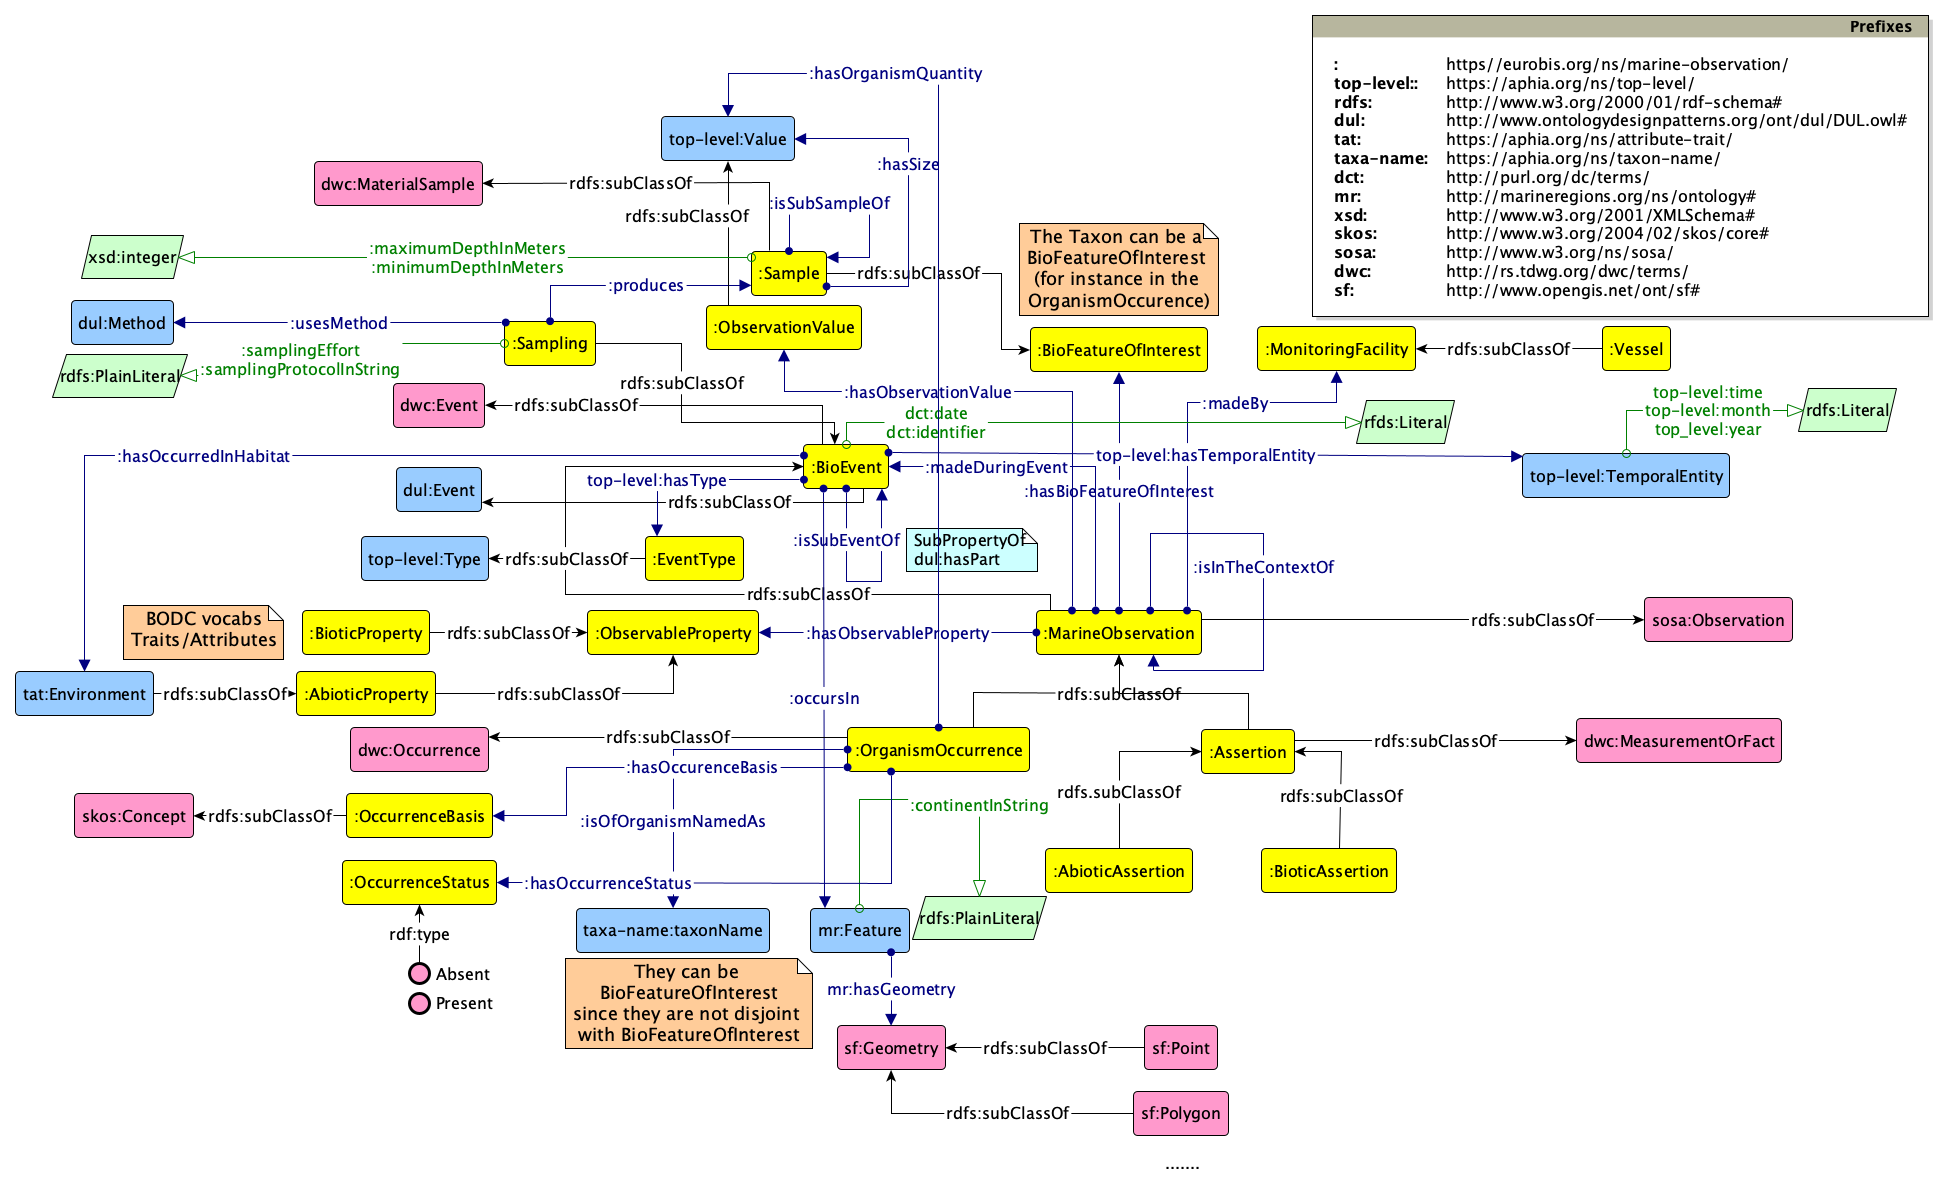 Prefixes
: https//eurobis.org/ns/marine-observation/
top-level:: https://aphia.org/ns/top-level/
rdfs: http://www.w3.org/2000/01/rdf-schema#
dul: http://www.ontologydesignpatterns.org/ont/dul/DUL.owl#
tat: https://aphia.org/ns/attribute-trait/
taxa-name: https://aphia.org/ns/taxon-name/
dct: http://purl.org/dc/terms/
mr: http://marineregions.org/ns/ontology#
xsd: http://www.w3.org/2001/XMLSchema#
skos: http://www.w3.org/2004/02/skos/core#
sosa: http://www.w3.org/ns/sosa/
dwc: http://rs.tdwg.org/dwc/terms/
sf: http://www.opengis.net/ont/sf#
:hasOrganismQuantity
top-level:Value
:hasSize
dwc:MaterialSample
rdfs:subClassOf
:isSubSampleOf
rdfs:subClassOf
xsd:integer
:maximumDepthInMeters
:minimumDepthInMeters
:Sample
rdfs:subClassOf
The Taxon can be a
BioFeatureOfInterest
(for instance in the
OrganismOccurence)
:produces
dul:Method
:usesMethod
:Sampling
:ObservationValue
:BioFeatureOfInterest
:MonitoringFacility
rdfs:subClassOf
:Vessel
rdfs:PlainLiteral
:samplingEffort
:samplingProtocolInString
rdfs:subClassOf
:hasObservationValue
:madeBy
top-level:time
top-level:month
top_level:year
rdfs:Literal
dwc:Event
rdfs:subClassOf
dct:date
dct:identifier
rfds:Literal
:hasOccurredInHabitat
:BioEvent
top-level:hasTemporalEntity
:madeDuringEvent
top-level:TemporalEntity
dul:Event
top-level:hasType
rdfs:subClassOf
:hasBioFeatureOfInterest
:isSubEventOf
SubPropertyOf
dul:hasPart
top-level:Type
rdfs:subClassOf
:EventType
:isInTheContextOf
rdfs:subClassOf
BODC vocabs
Traits/Attributes
:BioticProperty
rdfs:subClassOf
:ObservableProperty
:hasObservableProperty
:MarineObservation
rdfs:subClassOf
sosa:Observation
tat:Environment
rdfs:subClassOf
:AbioticProperty
rdfs:subClassOf
:occursIn
rdfs:subClassOf
dwc:Occurrence
rdfs:subClassOf
:OrganismOccurrence
:Assertion
rdfs:subClassOf
dwc:MeasurementOrFact
:hasOccurenceBasis
rdfs.subClassOf
rdfs:subClassOf
skos:Concept
rdfs:subClassOf
:OccurrenceBasis
:isOfOrganismNamedAs
:continentInString
:OccurrenceStatus
:hasOccurrenceStatus
:AbioticAssertion
:BioticAssertion
rdf:type
taxa-name:taxonName
mr:Feature
rdfs:PlainLiteral
Absent
Present
They can be
BioFeatureOfInterest
since they are not disjoint
with BioFeatureOfInterest
mr:hasGeometry
sf:Geometry
rdfs:subClassOf
sf:Point
rdfs:subClassOf
sf:Polygon
.......